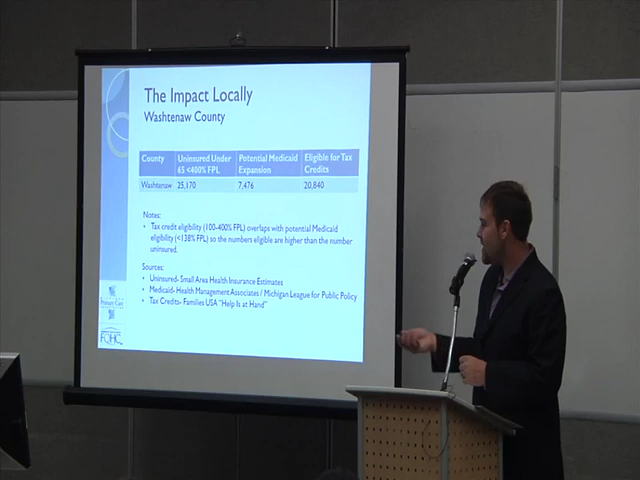 The Impact Locally
Washtenaw County
County
Uninsured Under
65 <400% FPL
Potential Medicaid
Expansion
Eligible for Tax
Credits
Washtenaw
25,170
7,476
20,840
Notes:
• Tax credit eligibility (100-400% FPL) overlaps with potential Medicaid
eligibility (<138% FPL) so the numbers eligible are higher than the number
uninsured.
Sources:
• Uninsured- Small Area Health Insurance Estimates
• Medicaid- Health Management Associates / Michigan League for Public Policy
• Tax Credits- Families USA "Help Is at Hand"
Primary Care
FQHC